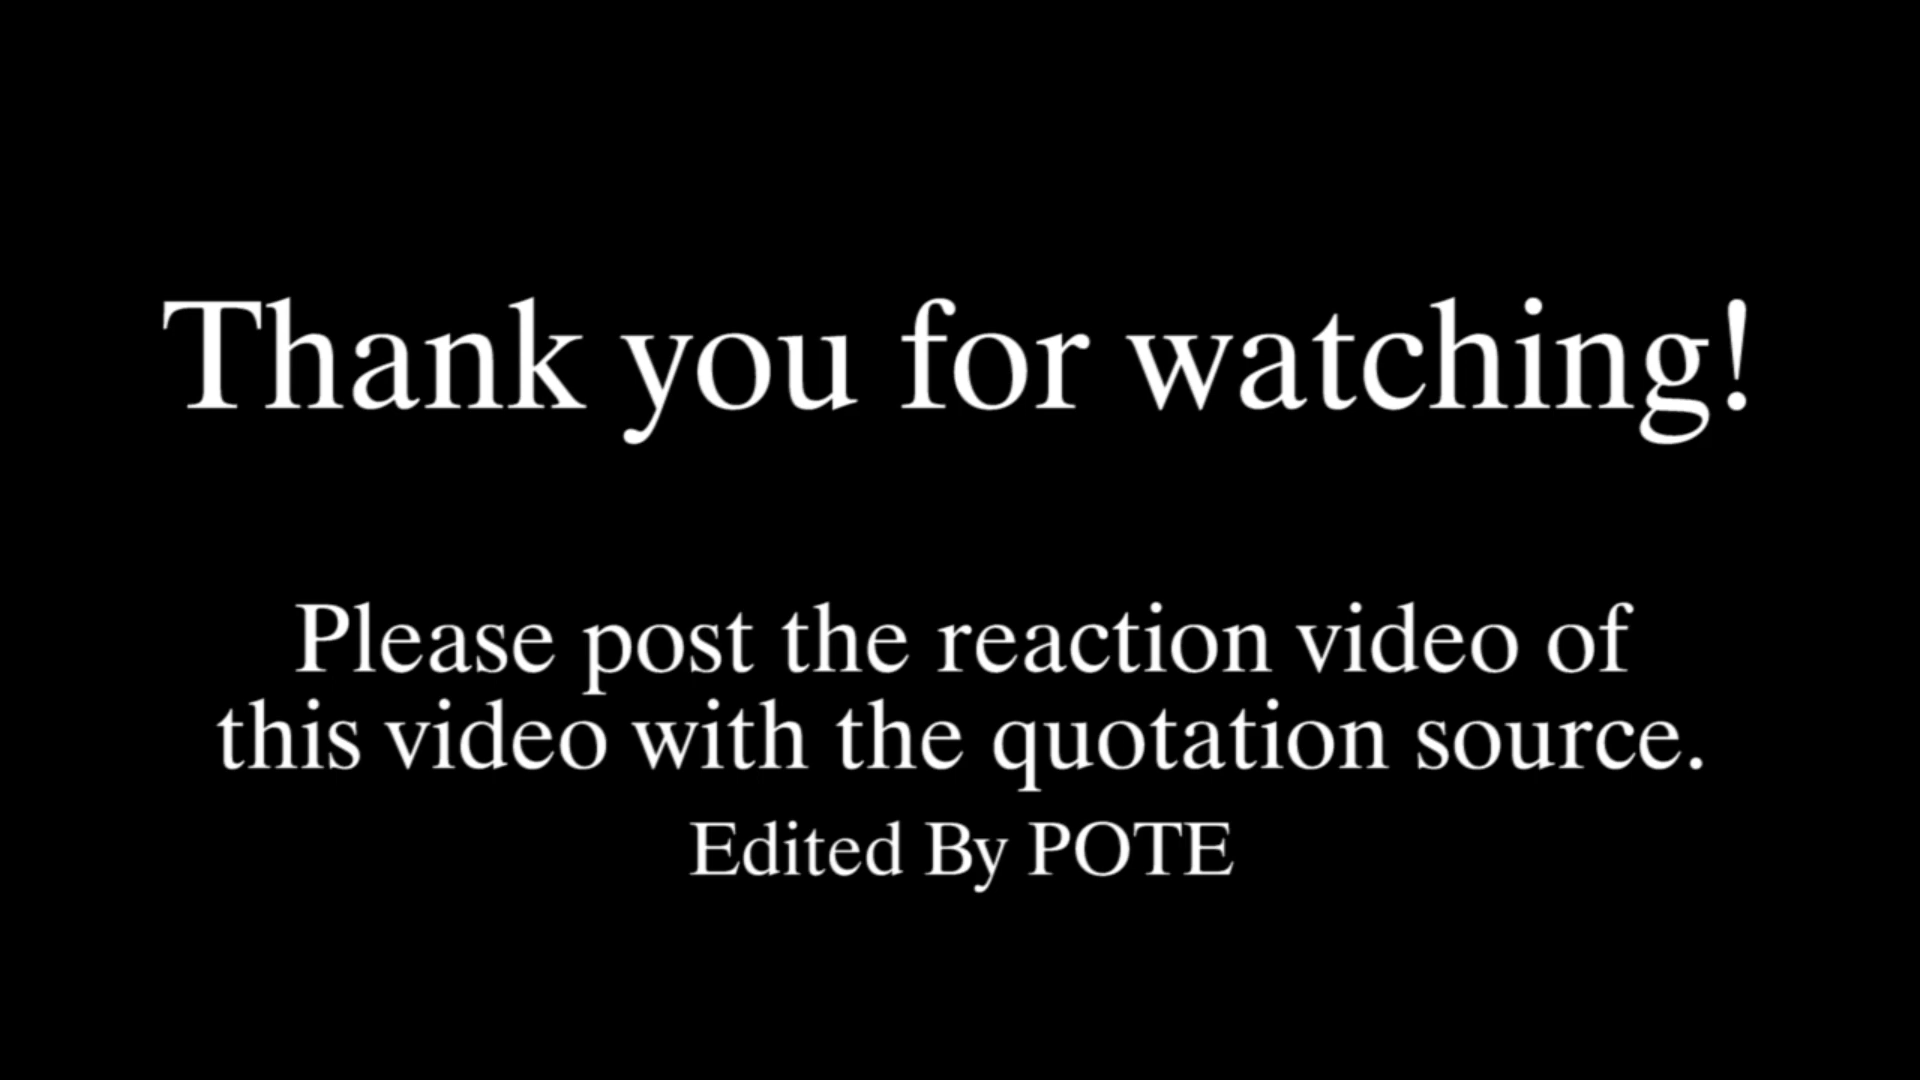 Thank you for watching!
Please post the reaction video of
this video with the quotation source.
Edited By POTE